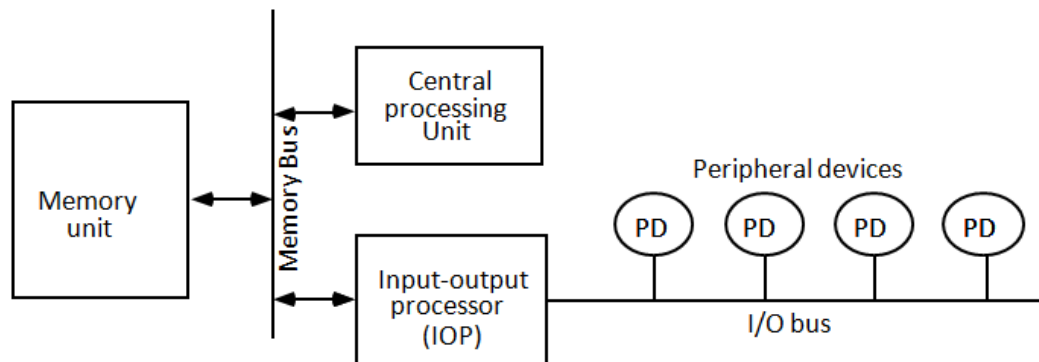 Memory
unit
Memory Bus
Central
processing
Unit
Input-output
processor
(IOP)
Peripheral devices
PD
PD
PD
PD
I/O bus